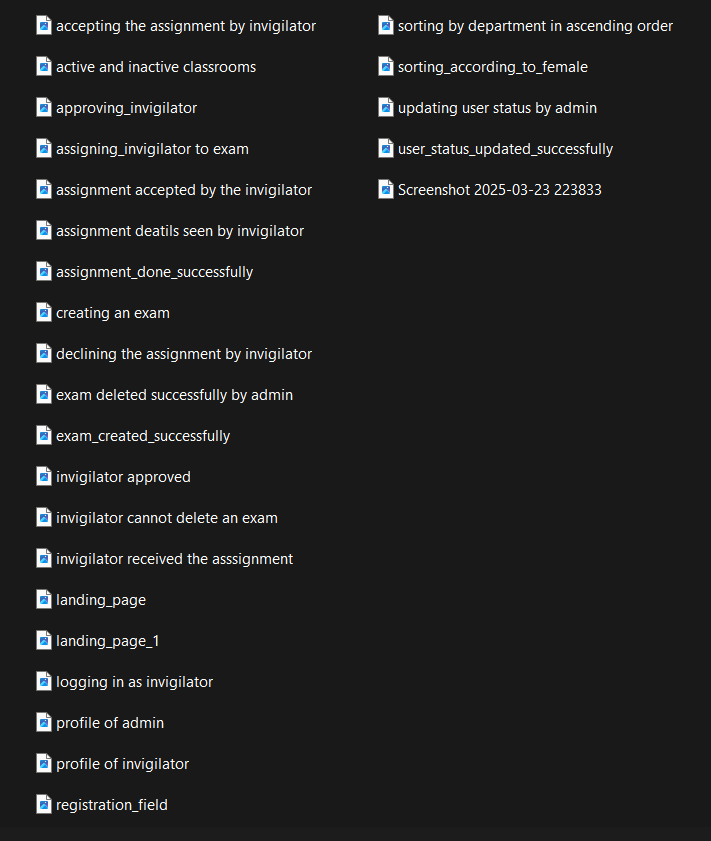 accepting the assignment by invigilator
active and inactive classrooms
approving_invigilator
assigning_invigilator to exam
assignment accepted by the invigilator
assignment deatils seen by invigilator
assignment_done_successfully
creating an exam
declining the assignment by invigilator
exam deleted successfully by admin
exam_created_successfully
invigilator approved
invigilator cannot delete an exam
invigilator received the asssignment
landing_page
landing_page_1
logging in as invigilator
profile of admin
profile of invigilator
registration_field
sorting by department in ascending order
sorting_according_to_female
updating user status by admin
user_status_updated_successfully
Screenshot 2025-03-23 223833